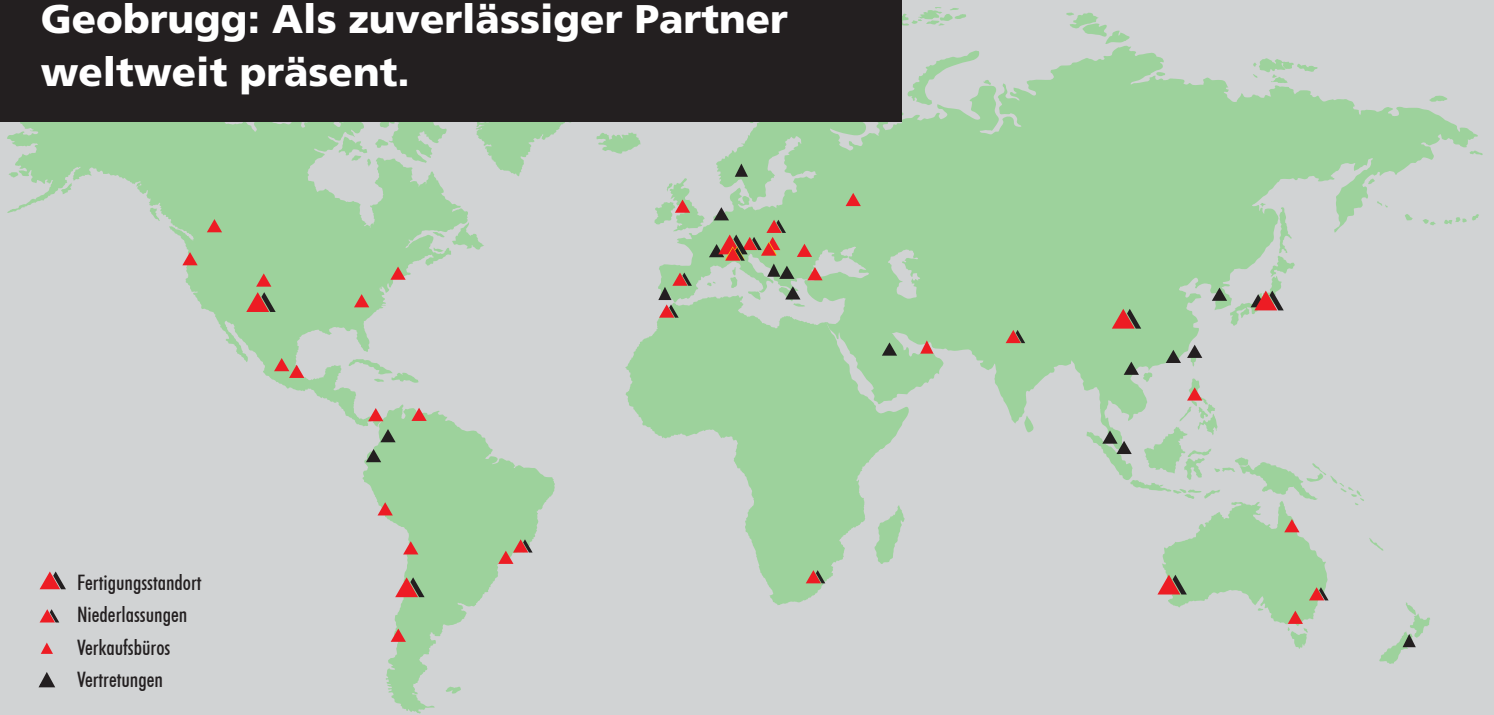 Geobrugg: Als zuverlässiger Partner
weltweit präsent.
Fertigungsstandort
Niederlassungen
Verkaufsbüros
Vertretungen